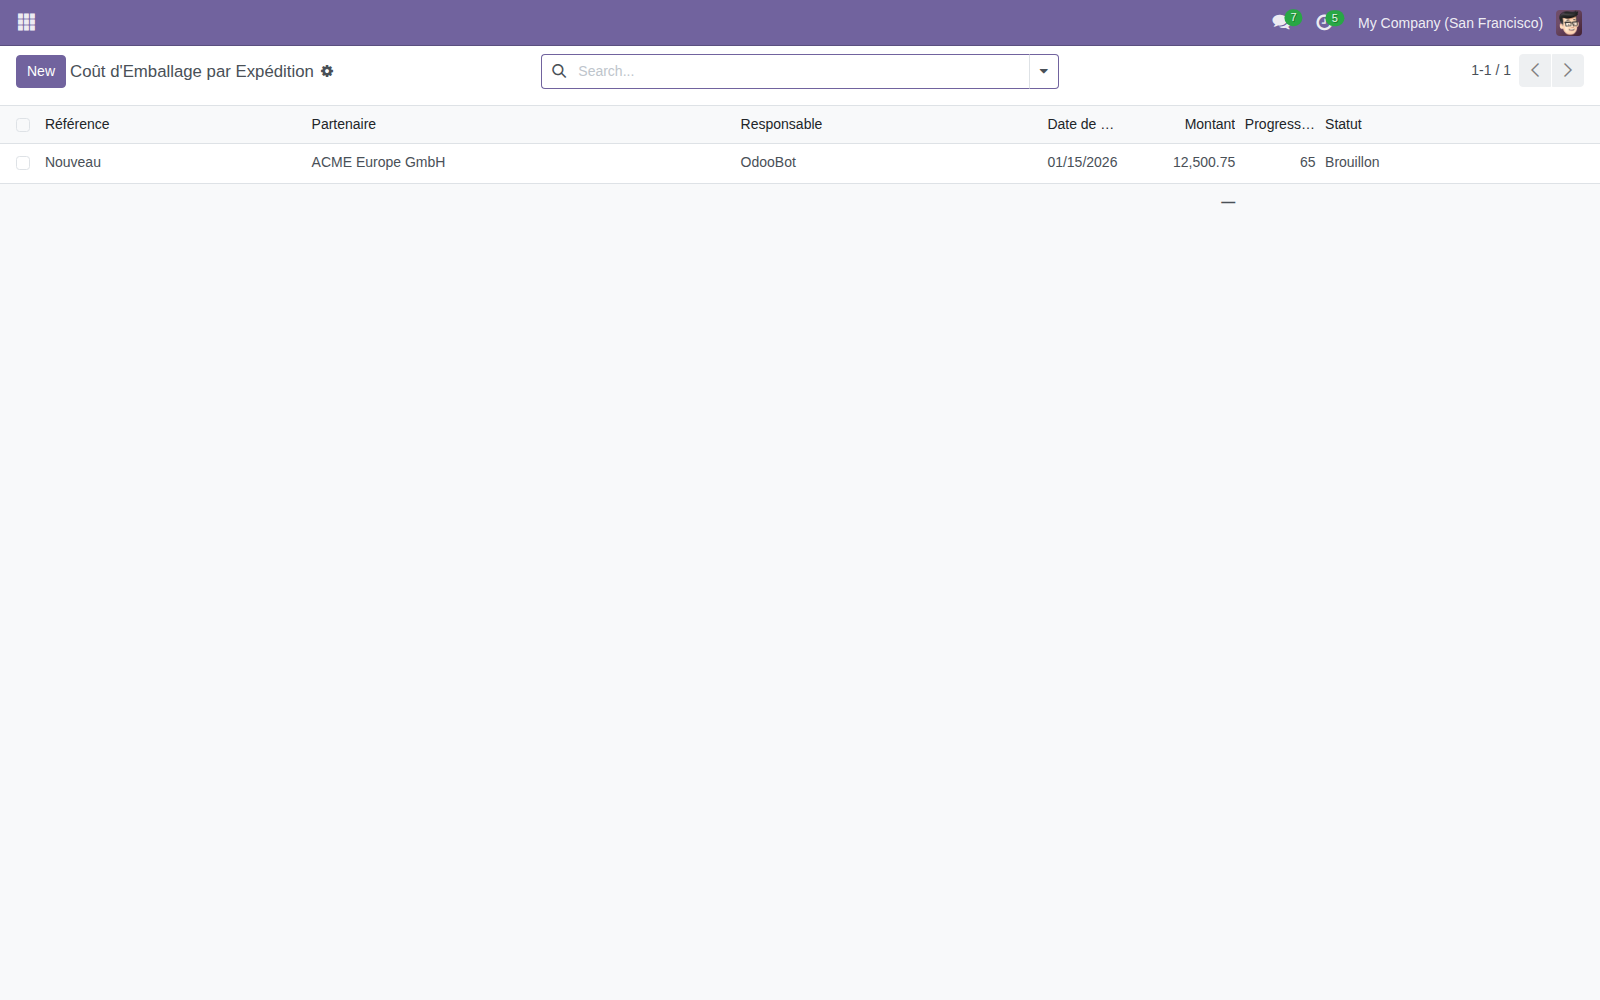 7 5 My Company (San Francisco)
New Coût d'Emballage par Expédition Search... 1-1 / 1
Référence Partenaire Responsable Date de … Montant Progress… Statut
Nouveau ACME Europe GmbH OdooBot 01/15/2026 12,500.75 65 Brouillon
—